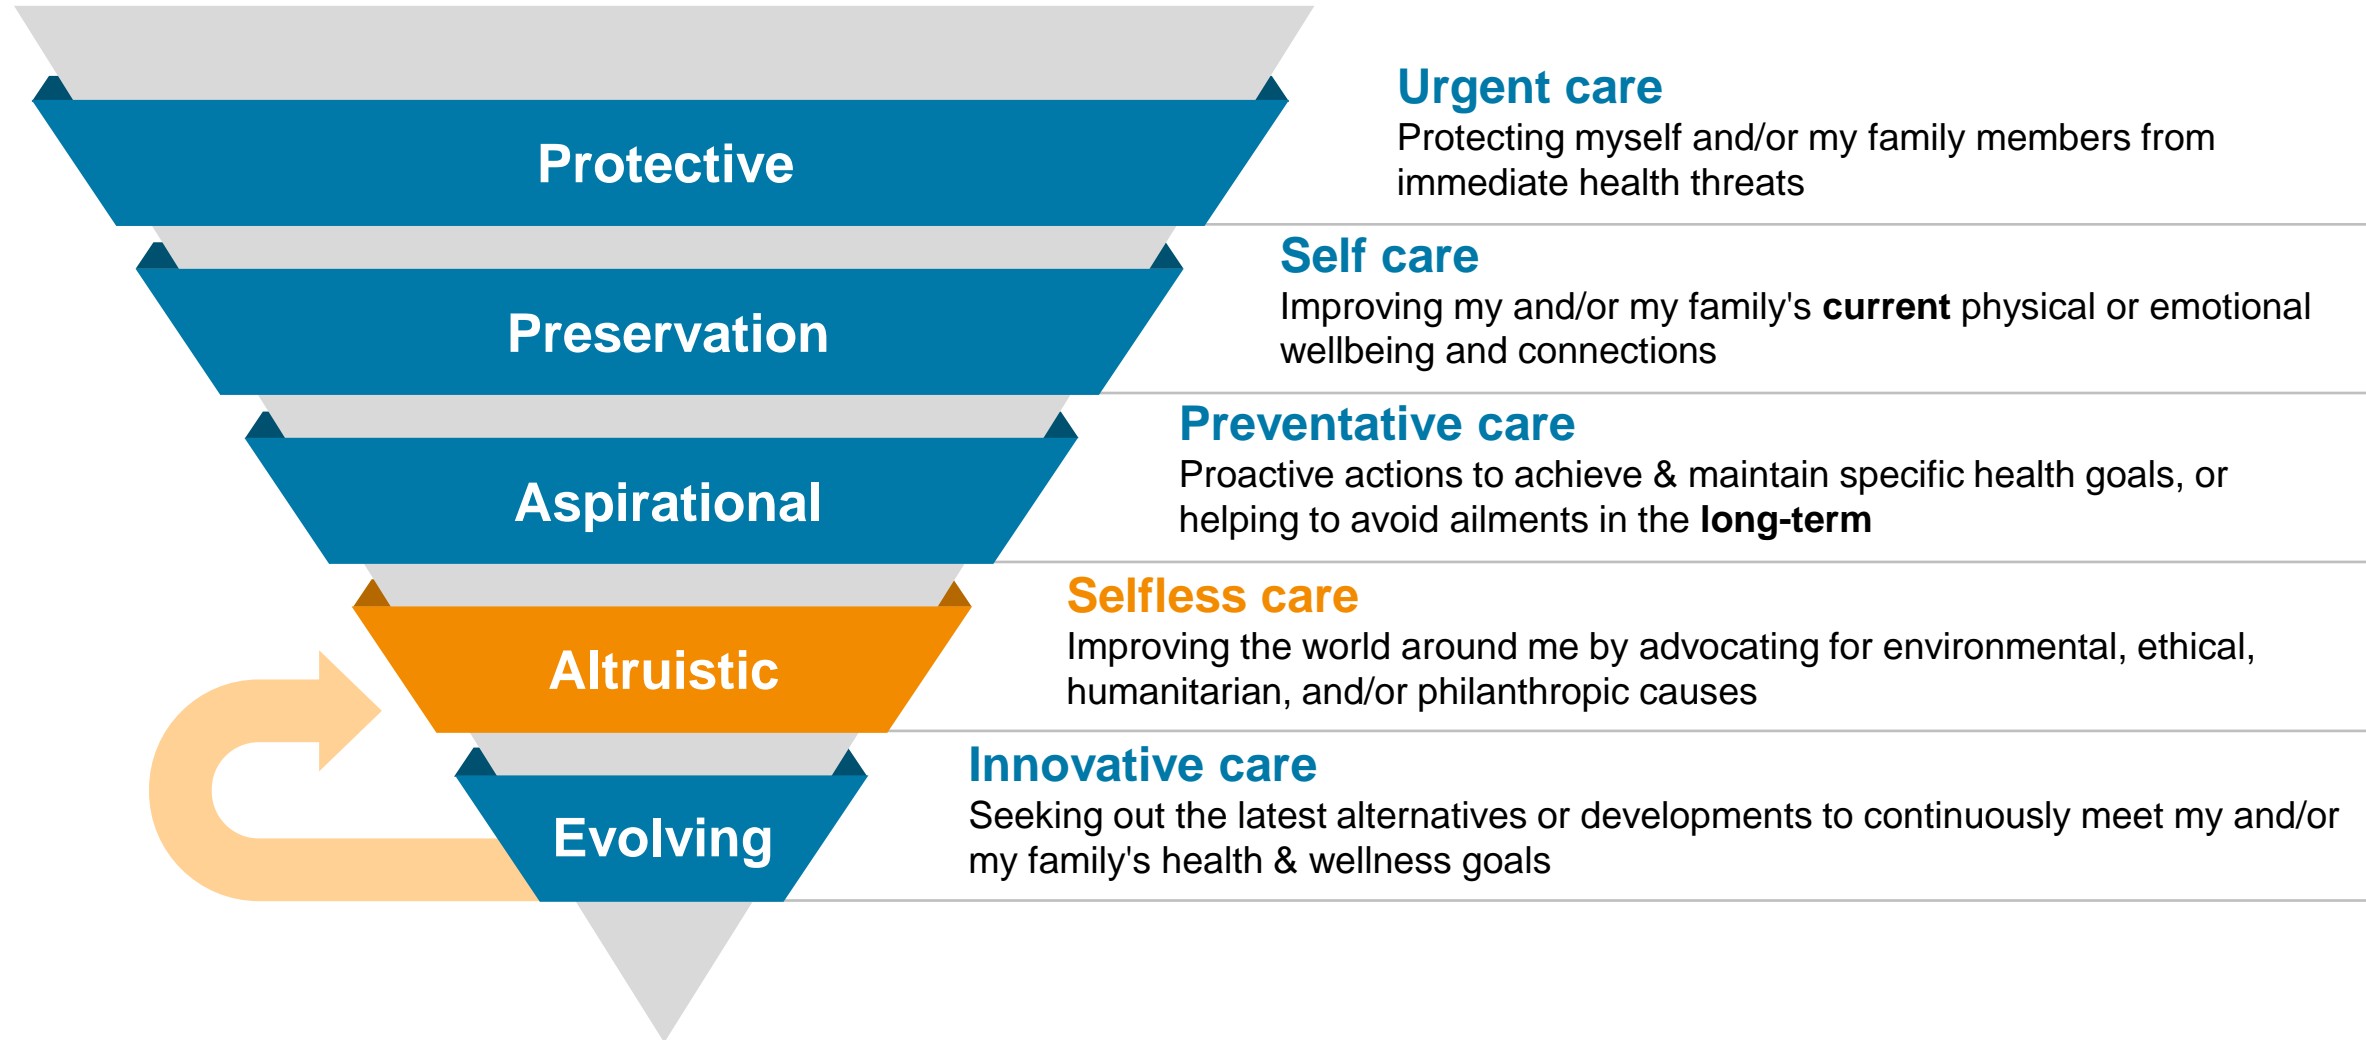 Protective
Urgent care
Protecting myself and/or my family members from
immediate health threats
Preservation
Self care
Improving my and/or my family's current physical or emotional
wellbeing and connections
Aspirational
Preventative care
Proactive actions to achieve & maintain specific health goals, or
helping to avoid ailments in the long-term
Altruistic
Selfless care
Improving the world around me by advocating for environmental, ethical,
humanitarian, and/or philanthropic causes
Evolving
Innovative care
Seeking out the latest alternatives or developments to continuously meet my and/or
my family's health & wellness goals